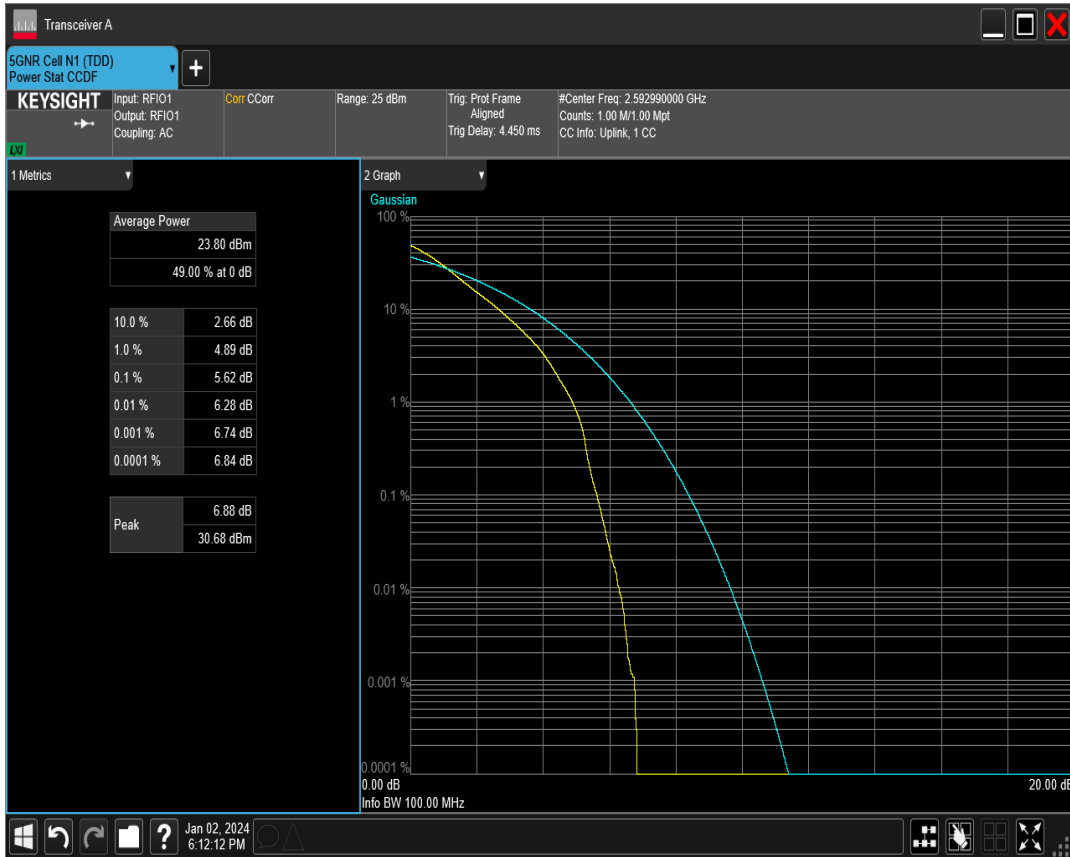 Transceiver A
5GNR Cell N1 (TDD)
Power Stat CCDF
+
KEYSIGHT
LXI
Input: RFIO1
Output: RFIO1
Coupling: AC
Corr CCorr
Range: 25 dBm
Trig: Prot Frame
Aligned
Trig Delay: 4.450 ms
#Center Freq: 2.592990000 GHz
Counts: 1.00 M/1.00 Mpt
CC Info: Uplink, 1 CC
1 Metrics
Average Power
23.80 dBm
49.00 % at 0 dB
10.0 % 2.66 dB
1.0 % 4.89 dB
0.1 % 5.62 dB
0.01 % 6.28 dB
0.001 % 6.74 dB
0.0001 % 6.84 dB
Peak
6.88 dB
30.68 dBm
2 Graph
Gaussian
100 %
10 %
1 %
0.1 %
0.01 %
0.001 %
0.0001 %
0.00 dB 20.00 dB
Info BW 100.00 MHz
?
Jan 02, 2024
6:12:12 PM